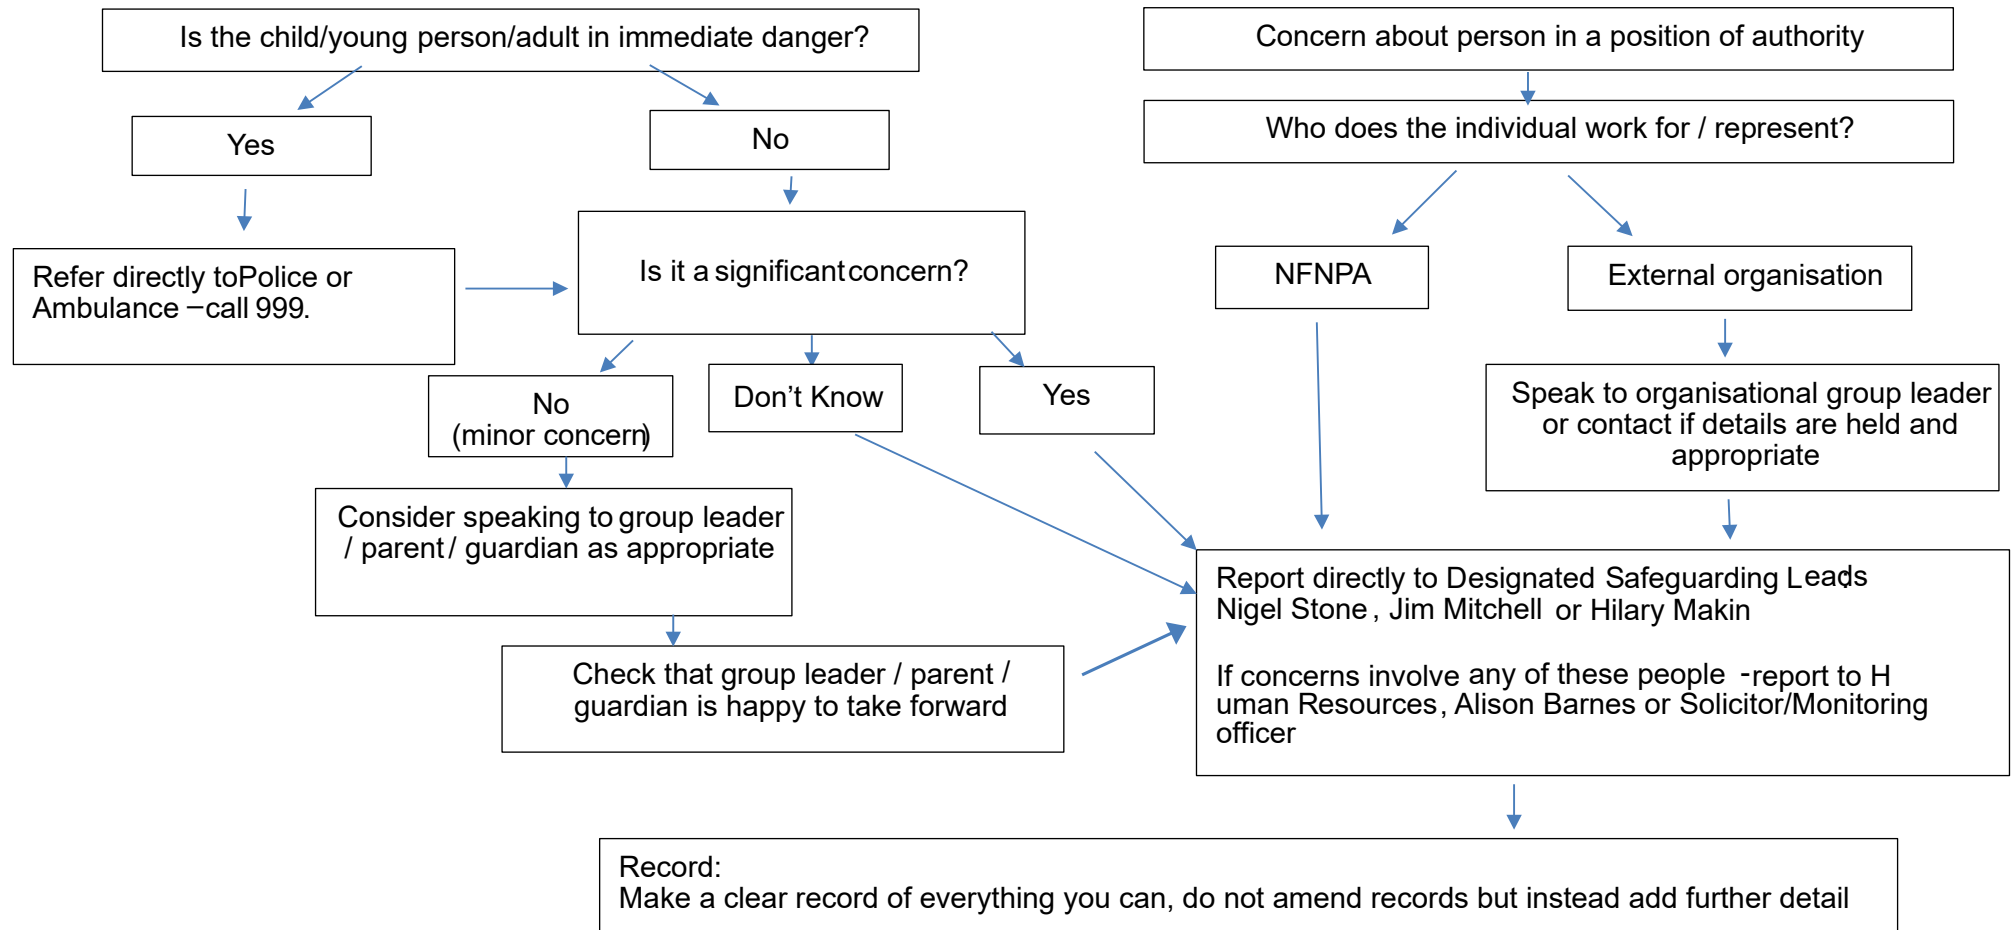 Is the child/young person/adult in immediate danger?
Yes
No
Refer directly toPolice or
Ambulance –call 999.
Is it a significant concern?
No
(minor concern)
Don’t Know
Yes
Consider speaking to group leader
/ parent / guardian as appropriate
Check that group leader / parent /
guardian is happy to take forward
Concern about person in a position of authority
Who does the individual work for / represent?
NFNPA
External organisation
Speak to organisational group leader
or contact if details are held and
appropriate
Report directly to Designated Safeguarding Leads:
Nigel Stone, Jim Mitchell or Hilary Makin
If concerns involve any of these people -report to H
uman Resources, Alison Barnes or Solicitor/Monitoring
officer
Record:
Make a clear record of everything you can, do not amend records but instead add further detail